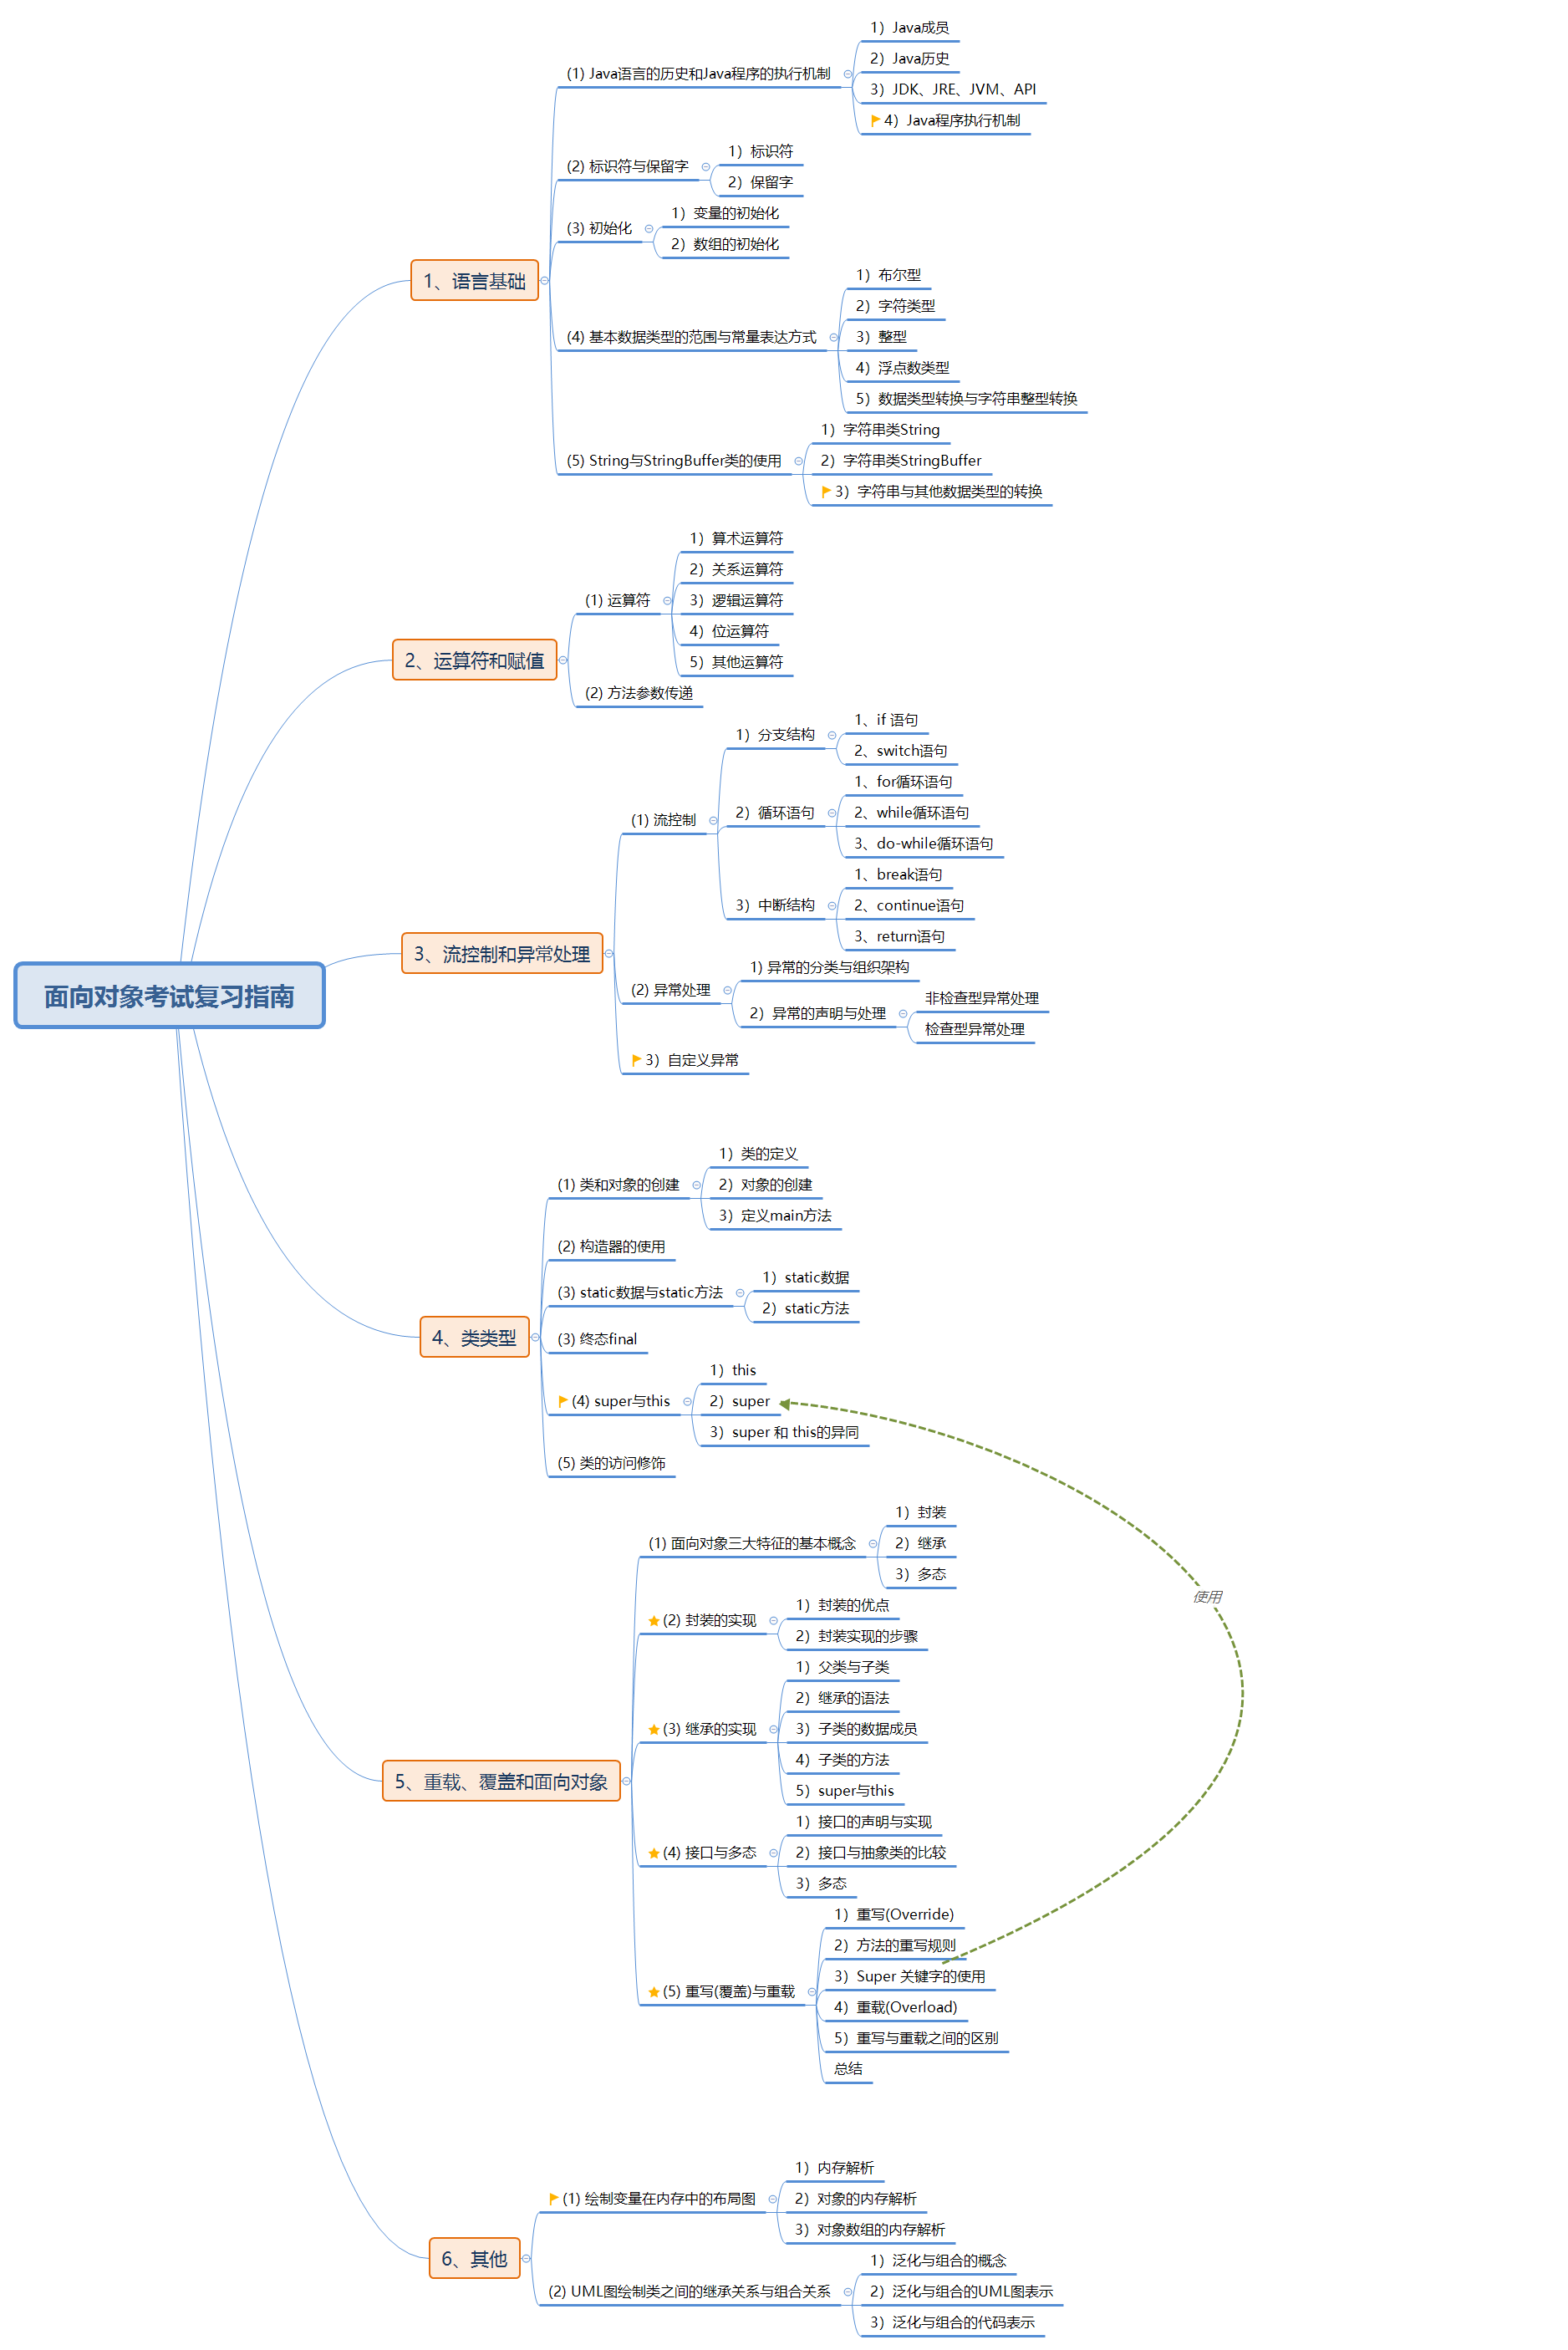 面向对象考试复习指南
1、语言基础
(1) Java语言的历史和Java程序的执行机制
1）Java成员
2）Java历史
3）JDK、JRE、JVM、API
4）Java程序执行机制
(2) 标识符与保留字
1）标识符
2）保留字
(3) 初始化
1）变量的初始化
2）数组的初始化
(4) 基本数据类型的范围与常量表达方式
1）布尔型
2）字符类型
3）整型
4）浮点数类型
5）数据类型转换与字符串整型转换
(5) String与StringBuffer类的使用
1）字符串类String
2）字符串类StringBuffer
3）字符串与其他数据类型的转换
2、运算符和赋值
(1) 运算符
1）算术运算符
2）关系运算符
3）逻辑运算符
4）位运算符
5）其他运算符
(2) 方法参数传递
3、流控制和异常处理
(1) 流控制
1）分支结构
1、if 语句
2、switch语句
2）循环语句
1、for循环语句
2、while循环语句
3、do-while循环语句
3）中断结构
1、break语句
2、continue语句
3、return语句
(2) 异常处理
1) 异常的分类与组织架构
2）异常的声明与处理
非检查型异常处理
检查型异常处理
3）自定义异常
4、类类型
(1) 类和对象的创建
1）类的定义
2）对象的创建
3）定义main方法
(2) 构造器的使用
(3) static数据与static方法
1）static数据
2）static方法
(3) 终态final
(4) super与this
1）this
2）super
3）super 和 this的异同
(5) 类的访问修饰
5、重载、覆盖和面向对象
(1) 面向对象三大特征的基本概念
1）封装
2）继承
3）多态
(2) 封装的实现
1）封装的优点
2）封装实现的步骤
(3) 继承的实现
1）父类与子类
2）继承的语法
3）子类的数据成员
4）子类的方法
5）super与this
(4) 接口与多态
1）接口的声明与实现
2）接口与抽象类的比较
3）多态
(5) 重写(覆盖)与重载
1）重写(Override)
2）方法的重写规则
3）Super 关键字的使用
4）重载(Overload)
5）重写与重载之间的区别
总结
使用
6、其他
(1) 绘制变量在内存中的布局图
1）内存解析
2）对象的内存解析
3）对象数组的内存解析
(2) UML图绘制类之间的继承关系与组合关系
1）泛化与组合的概念
2）泛化与组合的UML图表示
3）泛化与组合的代码表示